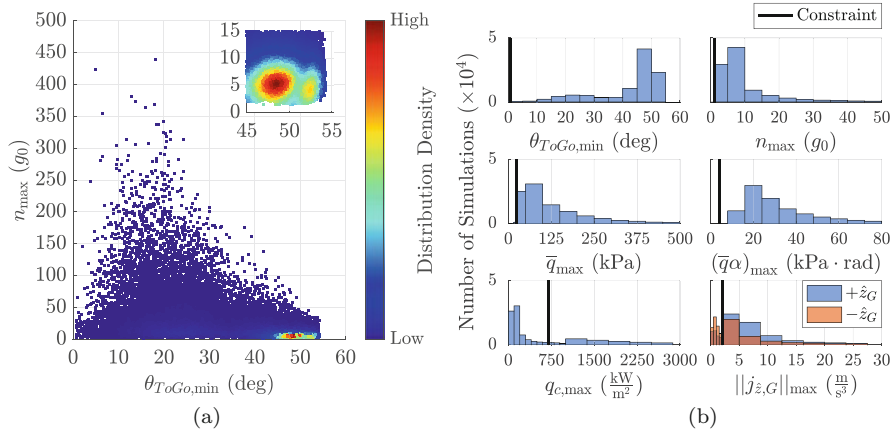 500
450
400
350
300
250
200
150
100
50
0
n_max (g_0)
0 10 20 30 40 50 60
θ_ToGo,min (deg)
15
10
5
0
45 50 55
High
Low
Distribution Density
(a)
Constraint
Number of Simulations (×10^4)
5
0
0 10 20 30 40 50 60
θ_ToGo,min (deg)
5
0
0 10 20 30 40 50
n_max (g_0)
5
0
0 125 250 375 500
q̅_max (kPa)
5
0
0 20 40 60 80
(q̅α)_max (kPa · rad)
5
0
0 750 1500 2250 3000
q_c,max (kW/m^2)
5
0
0 5 10 15 20 25 30
+ẑ_G
−ẑ_G
||j_ẑ,G||_max (m/s^3)
(b)